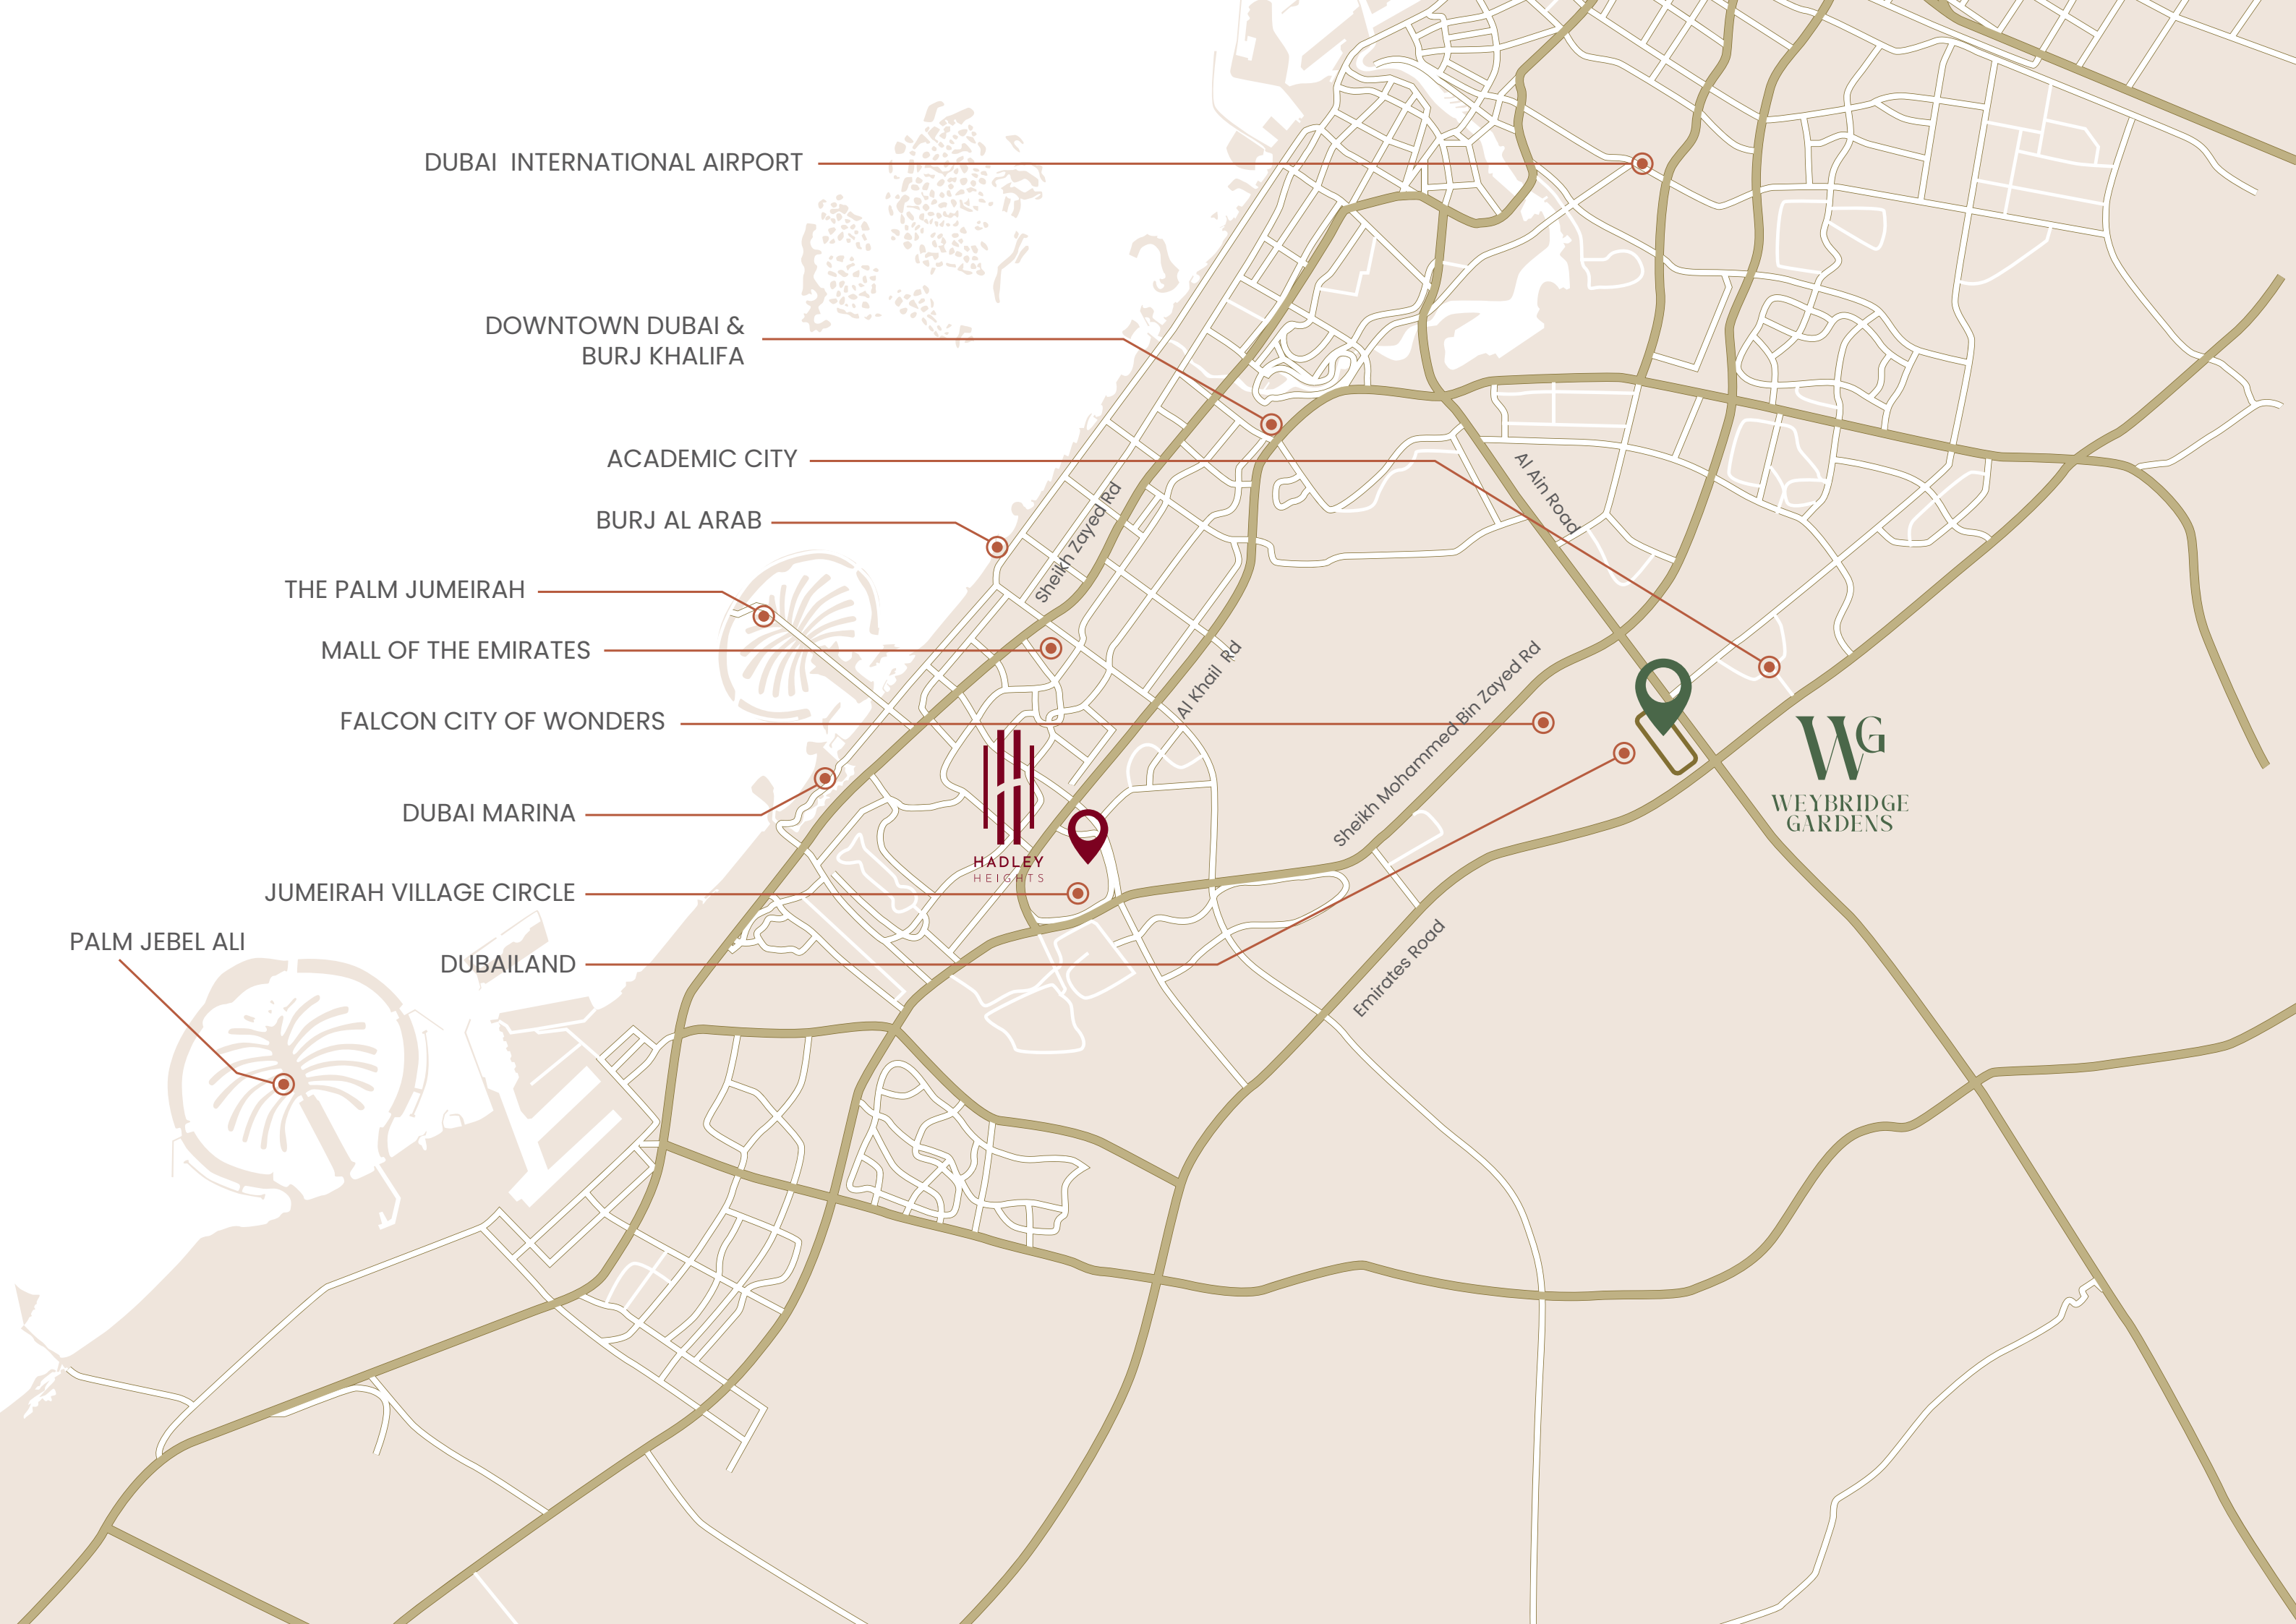 DUBAI  INTERNATIONAL AIRPORT
DOWNTOWN DUBAI &
BURJ KHALIFA
ACADEMIC CITY
Al Ain Road
BURJ AL ARAB
Sheikh Zayed Rd
THE PALM JUMEIRAH
MALL OF THE EMIRATES
Al Khail Rd
Sheikh Mohammed Bin Zayed Rd
FALCON CITY OF WONDERS
WG
WEYBRIDGE
GARDENS
DUBAI MARINA
HADLEY
HEIGHTS
JUMEIRAH VILLAGE CIRCLE
PALM JEBEL ALI
DUBAILAND
Emirates Road